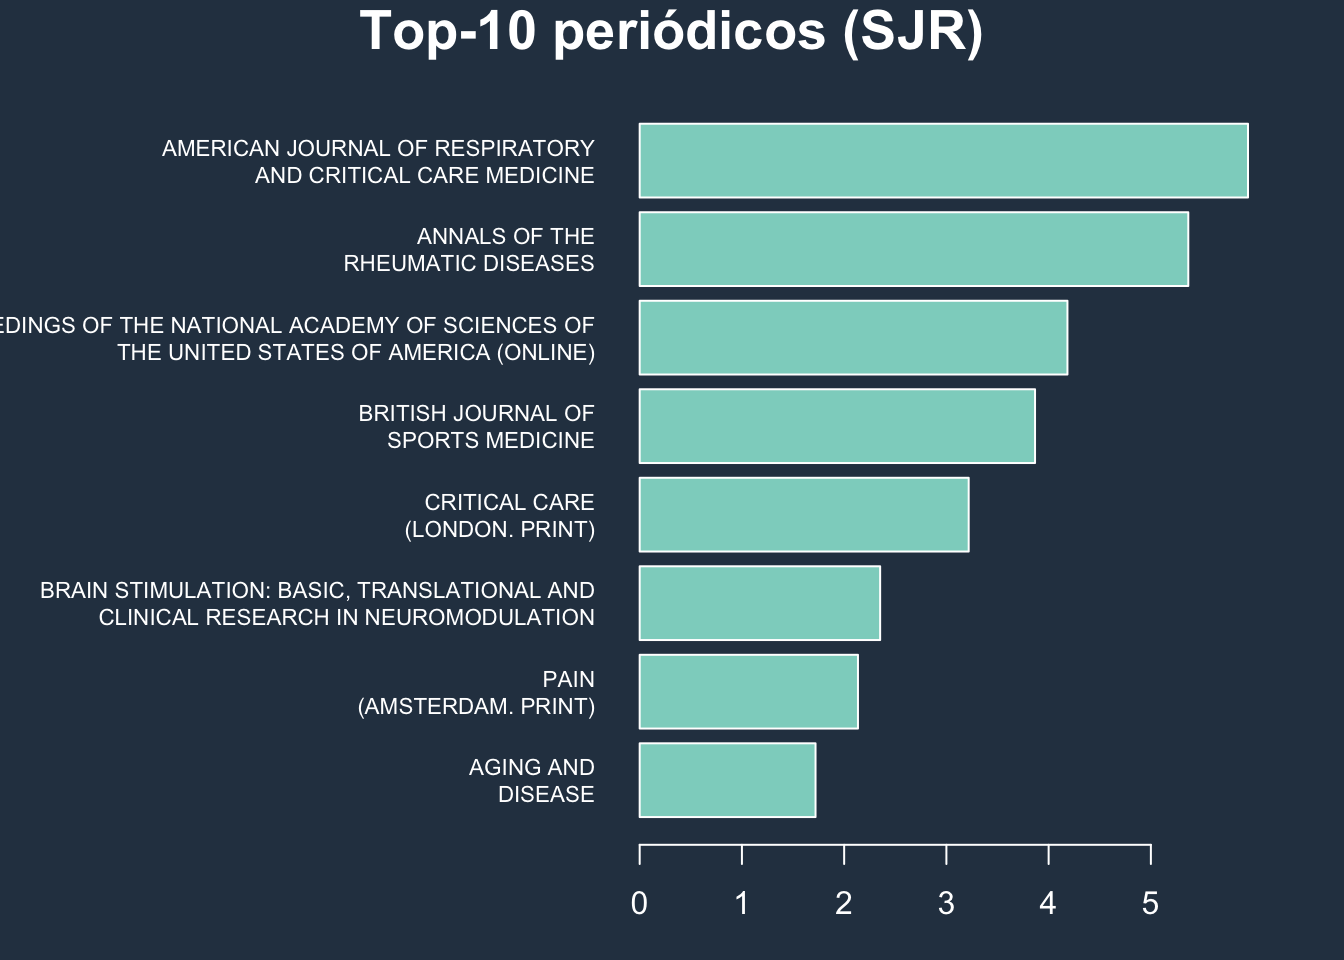 Top-10 periódicos (SJR)
AMERICAN JOURNAL OF RESPIRATORY
AND CRITICAL CARE MEDICINE
ANNALS OF THE
RHEUMATIC DISEASES
EDINGS OF THE NATIONAL ACADEMY OF SCIENCES OF
THE UNITED STATES OF AMERICA (ONLINE)
BRITISH JOURNAL OF
SPORTS MEDICINE
CRITICAL CARE
(LONDON. PRINT)
BRAIN STIMULATION: BASIC, TRANSLATIONAL AND
CLINICAL RESEARCH IN NEUROMODULATION
PAIN
(AMSTERDAM. PRINT)
AGING AND
DISEASE
0 1 2 3 4 5